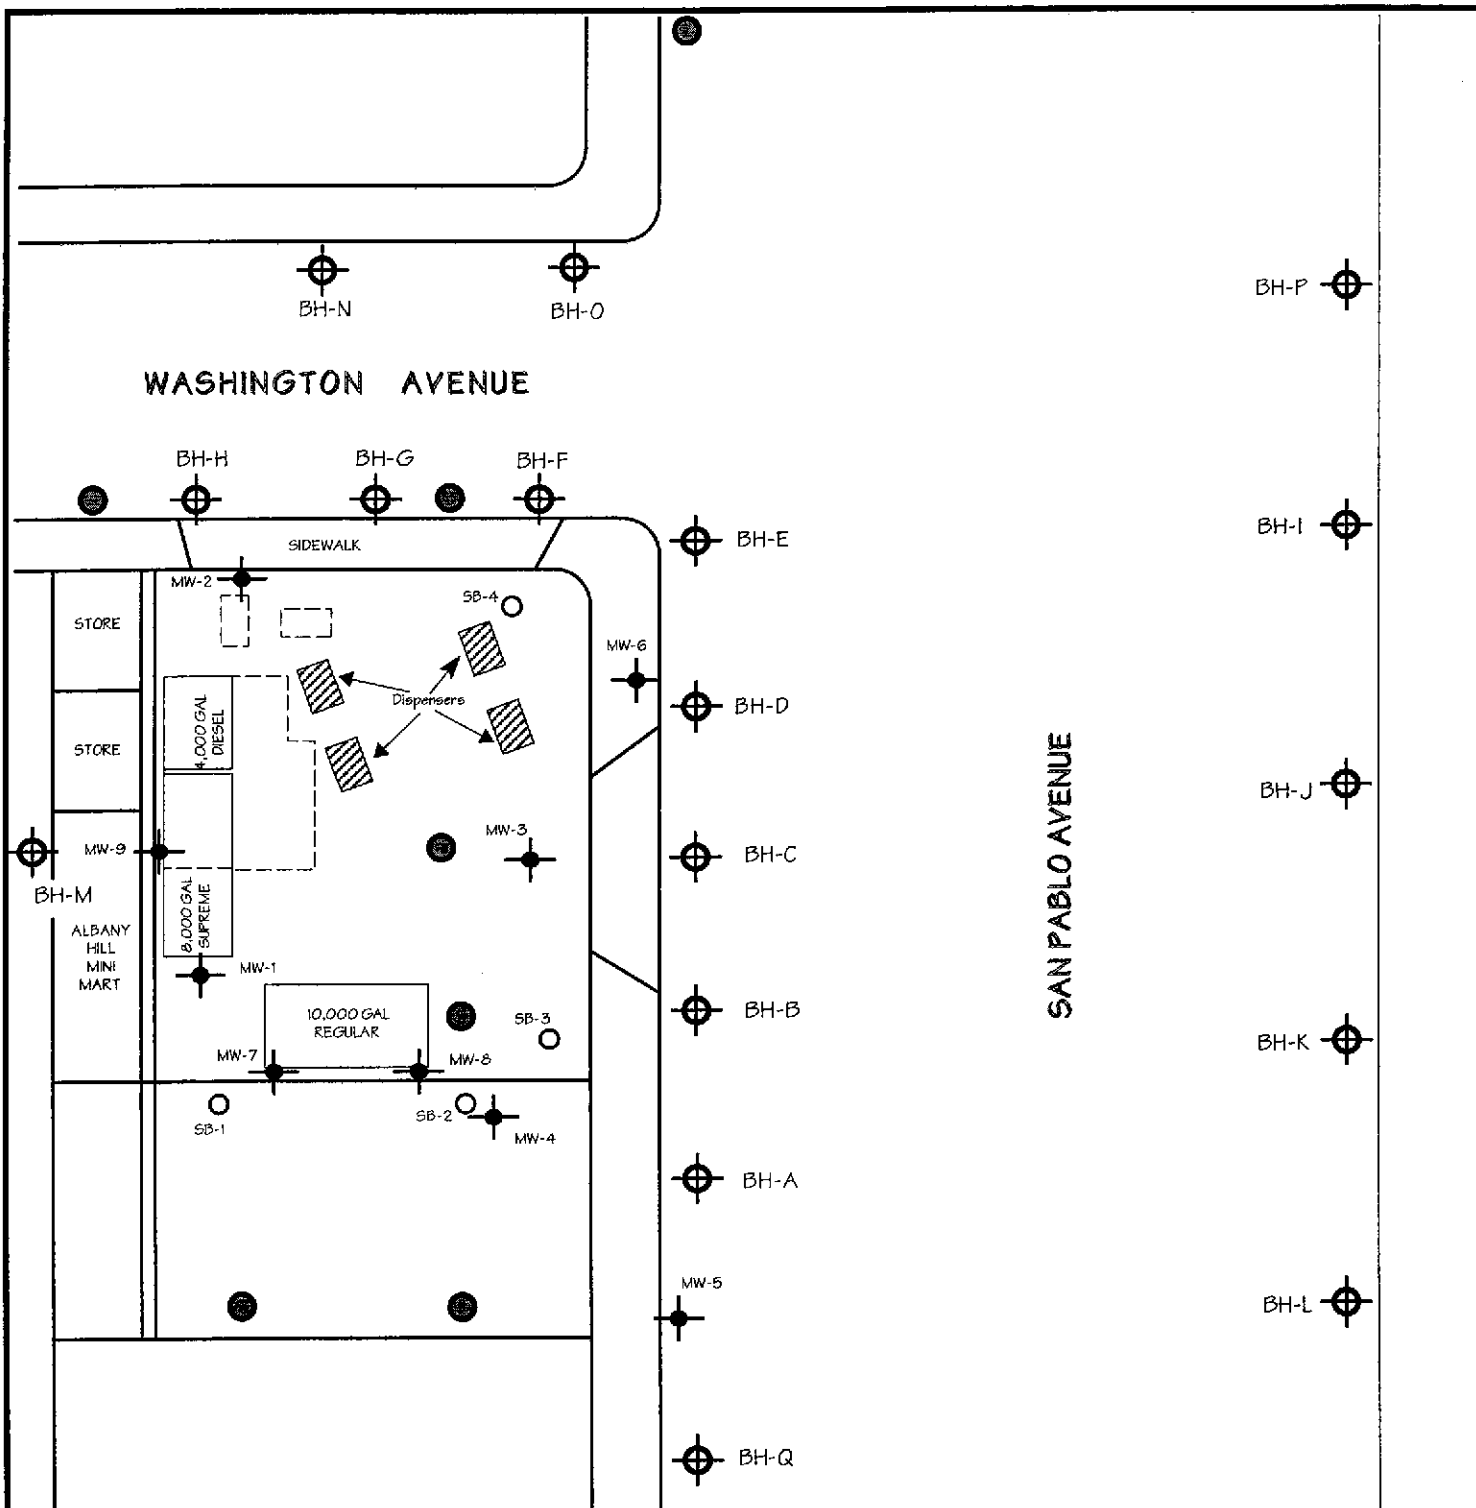 BH-N
BH-O
BH-P
WASHINGTON AVENUE
BH-H
BH-G
BH-F
BH-E
BH-I
SIDEWALK
MW-2
SB-4
STORE
MW-6
Dispensers
BH-D
4,000 GAL
DIESEL
STORE
BH-J
SAN PABLO AVENUE
MW-9
MW-3
BH-C
BH-M
8,000 GAL
SUPREME
ALBANY
HILL
MINI
MART
MW-1
10,000 GAL
REGULAR
SB-3
BH-B
BH-K
MW-7
MW-8
SB-1
SB-2
MW-4
BH-A
MW-5
BH-L
BH-Q